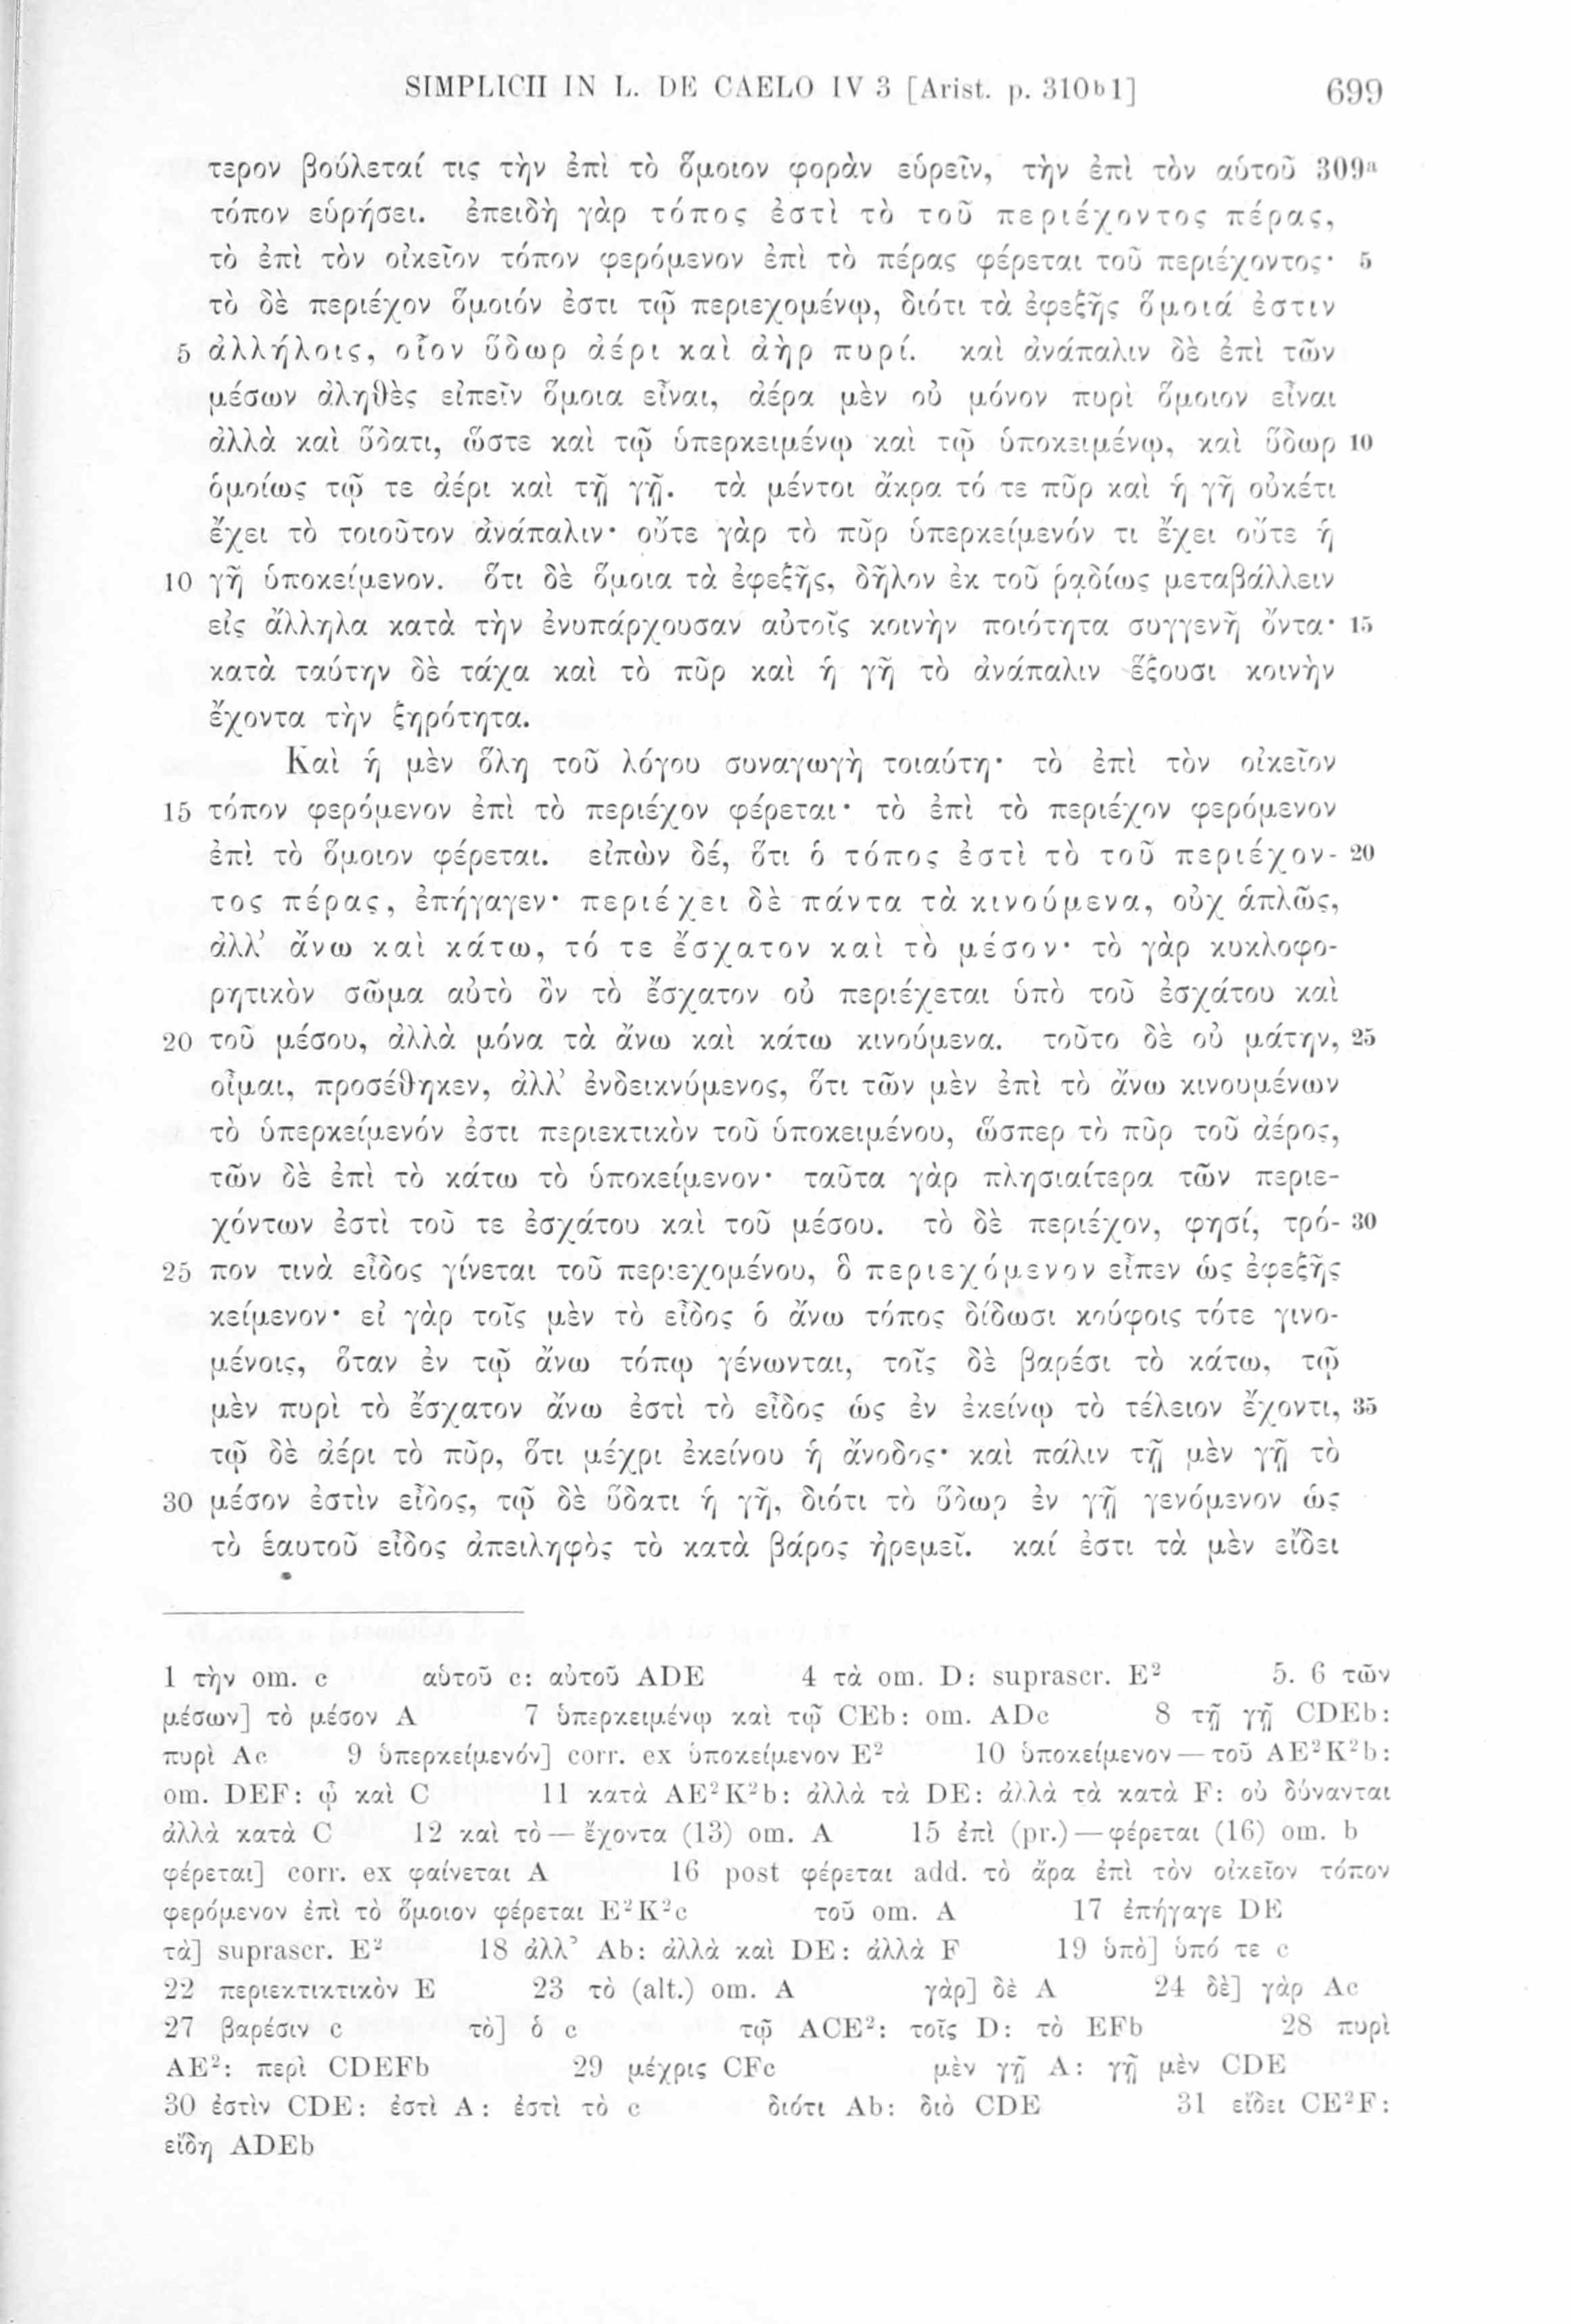 SIMPLICII IN L. DE CAELO IV 3 [Arist. p. 310b1] 699
τερον βούλεταί τις τὴν ἐπὶ τὸ ὅμοιον φορὰν εὑρεῖν, τὴν ἐπὶ τὸν αὑτοῦ 309a
τόπον εὑρήσει. ἐπειδὴ γὰρ τόπος ἐστὶ τὸ τοῦ περιέχοντος πέρας,
τὸ ἐπὶ τὸν οἰκεῖον τόπον φερόμενον ἐπὶ τὸ πέρας φέρεται τοῦ περιέχοντος· 5
τὸ δὲ περιέχον ὅμοιόν ἐστι τῷ περιεχομένῳ, διότι τὰ ἐφεξῆς ὅμοιά ἐστιν
5 ἀλλήλοις, οἷον ὕδωρ ἀέρι καὶ ἀὴρ πυρί. καὶ ἀνάπαλιν δὲ ἐπὶ τῶν
μέσων ἀληθὲς εἰπεῖν ὅμοια εἶναι, ἀέρα μὲν οὐ μόνον πυρὶ ὅμοιον εἶναι
ἀλλὰ καὶ ὕδατι, ὥστε καὶ τῷ ὑπερκειμένῳ καὶ τῷ ὑποκειμένῳ, καὶ ὕδωρ 10
ὁμοίως τῷ τε ἀέρι καὶ τῇ γῇ. τὰ μέντοι ἄκρα τό τε πῦρ καὶ ἡ γῆ οὐκέτι
ἔχει τὸ τοιοῦτον ἀνάπαλιν· οὔτε γὰρ τὸ πῦρ ὑπερκείμενόν τι ἔχει οὔτε ἡ
10 γῆ ὑποκείμενον. ὅτι δὲ ὅμοια τὰ ἐφεξῆς, δῆλον ἐκ τοῦ ῥᾳδίως μεταβάλλειν
εἰς ἄλληλα κατὰ τὴν ἐνυπάρχουσαν αὐτοῖς κοινὴν ποιότητα συγγενῆ ὄντα· 15
κατὰ ταύτην δὲ τάχα καὶ τὸ πῦρ καὶ ἡ γῆ τὸ ἀνάπαλιν ἕξουσι κοινὴν
ἔχοντα τὴν ξηρότητα.
Καὶ ἡ μὲν ὅλη τοῦ λόγου συναγωγὴ τοιαύτη· τὸ ἐπὶ τὸν οἰκεῖον
15 τόπον φερόμενον ἐπὶ τὸ περιέχον φέρεται· τὸ ἐπὶ τὸ περιέχον φερόμενον
ἐπὶ τὸ ὅμοιον φέρεται. εἰπὼν δέ, ὅτι ὁ τόπος ἐστὶ τὸ τοῦ περιέχον- 20
τος πέρας, ἐπήγαγεν· περιέχει δὲ πάντα τὰ κινούμενα, οὐχ ἁπλῶς,
ἀλλ’ ἄνω καὶ κάτω, τό τε ἔσχατον καὶ τὸ μέσον· τὸ γὰρ κυκλοφο-
ρητικὸν σῶμα αὐτὸ ὂν τὸ ἔσχατον οὐ περιέχεται ὑπὸ τοῦ ἐσχάτου καὶ
20 τοῦ μέσου, ἀλλὰ μόνα τὰ ἄνω καὶ κάτω κινούμενα. τοῦτο δὲ οὐ μάτην, 25
οἶμαι, προσέθηκεν, ἀλλ’ ἐνδεικνύμενος, ὅτι τῶν μὲν ἐπὶ τὸ ἄνω κινουμένων
τὸ ὑπερκείμενόν ἐστι περιεκτικὸν τοῦ ὑποκειμένου, ὥσπερ τὸ πῦρ τοῦ ἀέρος,
τῶν δὲ ἐπὶ τὸ κάτω τὸ ὑποκείμενον· ταῦτα γὰρ πλησιαίτερα τῶν περιε-
χόντων ἐστὶ τοῦ τε ἐσχάτου καὶ τοῦ μέσου. τὸ δὲ περιέχον, φησί, τρό- 30
25 πον τινὰ εἶδος γίνεται τοῦ περιεχομένου, ὃ περιεχόμενον εἶπεν ὡς ἐφεξῆς
κείμενον· εἰ γὰρ τοῖς μὲν τὸ εἶδος ὁ ἄνω τόπος δίδωσι κούφοις τότε γινο-
μένοις, ὅταν ἐν τῷ ἄνω τόπῳ γένωνται, τοῖς δὲ βαρέσι τὸ κάτω, τῷ
μὲν πυρὶ τὸ ἔσχατον ἄνω ἐστὶ τὸ εἶδος ὡς ἐν ἐκείνῳ τὸ τέλειον ἔχοντι, 35
τῷ δὲ ἀέρι τὸ πῦρ, ὅτι μέχρι ἐκείνου ἡ ἄνοδος· καὶ πάλιν τῇ μὲν γῇ τὸ
30 μέσον ἐστὶν εἶδος, τῷ δὲ ὕδατι ἡ γῆ, διότι τὸ ὕδωρ ἐν γῇ γενόμενον ὡς
τὸ ἑαυτοῦ εἶδος ἀπειληφὸς τὸ κατὰ βάρος ἠρεμεῖ. καί ἐστι τὰ μὲν εἴδει
1 τὴν om. c αὑτοῦ c: αὐτοῦ ADE 4 τὰ om. D: suprascr. E² 5. 6 τῶν
μέσων] τὸ μέσον A 7 ὑπερκειμένῳ καὶ τῷ CEb: om. ADc 8 τῇ γῇ CDEb:
πυρὶ Ac 9 ὑπερκείμενόν] corr. ex ὑποκείμενον E² 10 ὑποκείμενον — τοῦ AE²K²b:
om. DEF: ᾧ καὶ C 11 κατὰ AE²K²b: ἀλλὰ τὰ DE: ἀλλὰ τὰ κατὰ F: οὐ δύνανται
ἀλλὰ κατὰ C 12 καὶ τὸ — ἔχοντα (13) om. A 15 ἐπὶ (pr.) — φέρεται (16) om. b
φέρεται] corr. ex φαίνεται A 16 post φέρεται add. τὸ ἄρα ἐπὶ τὸν οἰκεῖον τόπον
φερόμενον ἐπὶ τὸ ὅμοιον φέρεται E²K²c τοῦ om. A 17 ἐπήγαγε DE
τὰ] suprascr. E² 18 ἀλλ’ Ab: ἀλλὰ καὶ DE: ἀλλὰ F 19 ὑπὸ] ὑπό τε c
22 περιεκτικτικὸν E 23 τὸ (alt.) om. A γὰρ] δὲ A 24 δὲ] γὰρ Ac
27 βαρέσιν c τὸ] ὁ c τῷ ACE²: τοῖς D: τὸ EFb 28 πυρὶ
AE²: περὶ CDEFb 29 μέχρις CFc μὲν γῇ A: γῇ μὲν CDE
30 ἐστὶν CDE: ἐστὶ A: ἐστὶ τὸ c διότι Ab: διὸ CDE 31 εἴδει CE²F:
εἴδη ADEb